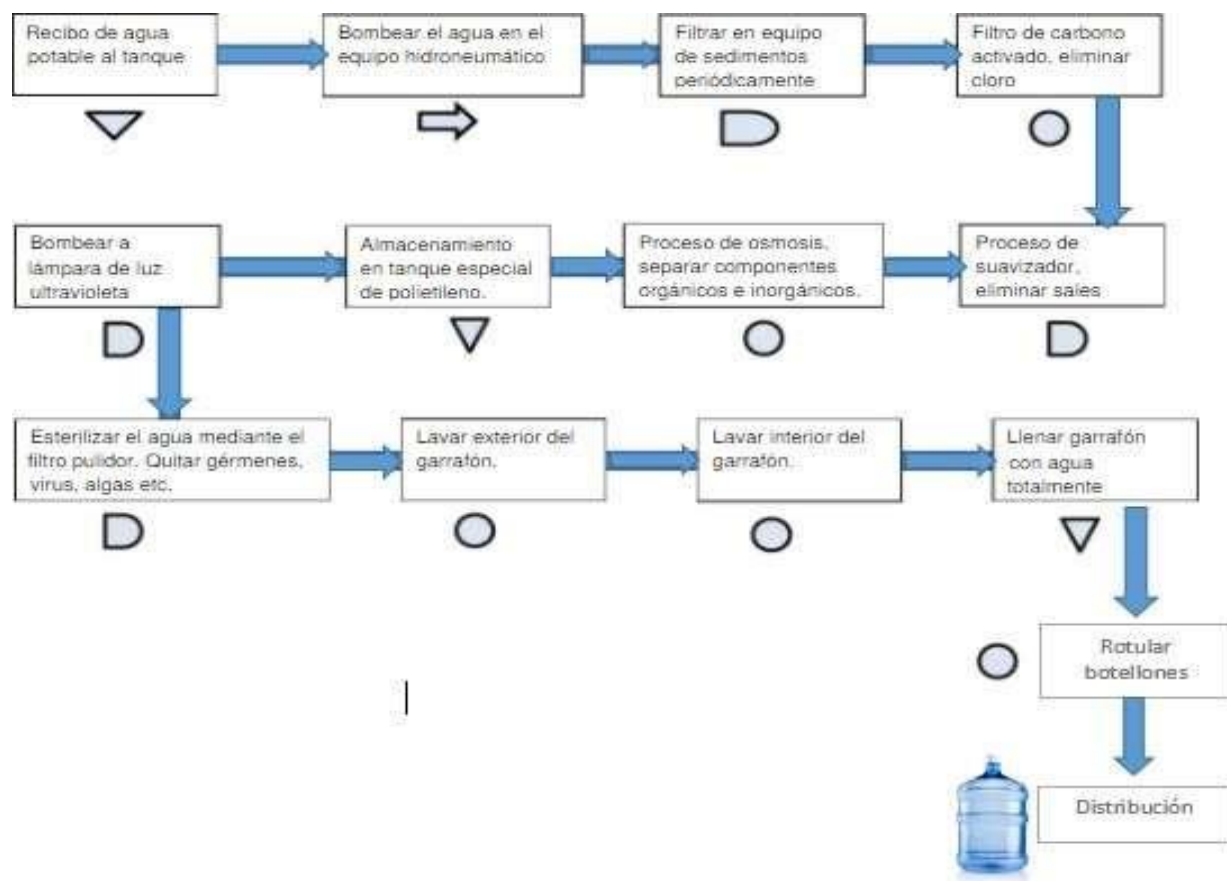 Recibo de agua
potable al tanque
Bombear el agua en el
equipo hidroneumático
Filtrar en equipo
de sedimentos
periódicamente
Filtro de carbono
activado, eliminar
cloro
Bombear a
lámpara de luz
ultravioleta
Almacenamiento
en tanque especial
de polietileno.
Proceso de osmosis,
separar componentes
orgánicos e inorgánicos.
Proceso de
suavizador,
eliminar sales
Esterilizar el agua mediante el
filtro pulidor. Quitar gérmenes,
virus, algas etc.
Lavar exterior del
garrafón.
Lavar interior del
garrafón.
Llenar garrafón
con agua
totalmente
Rotular
botellones
Distribución